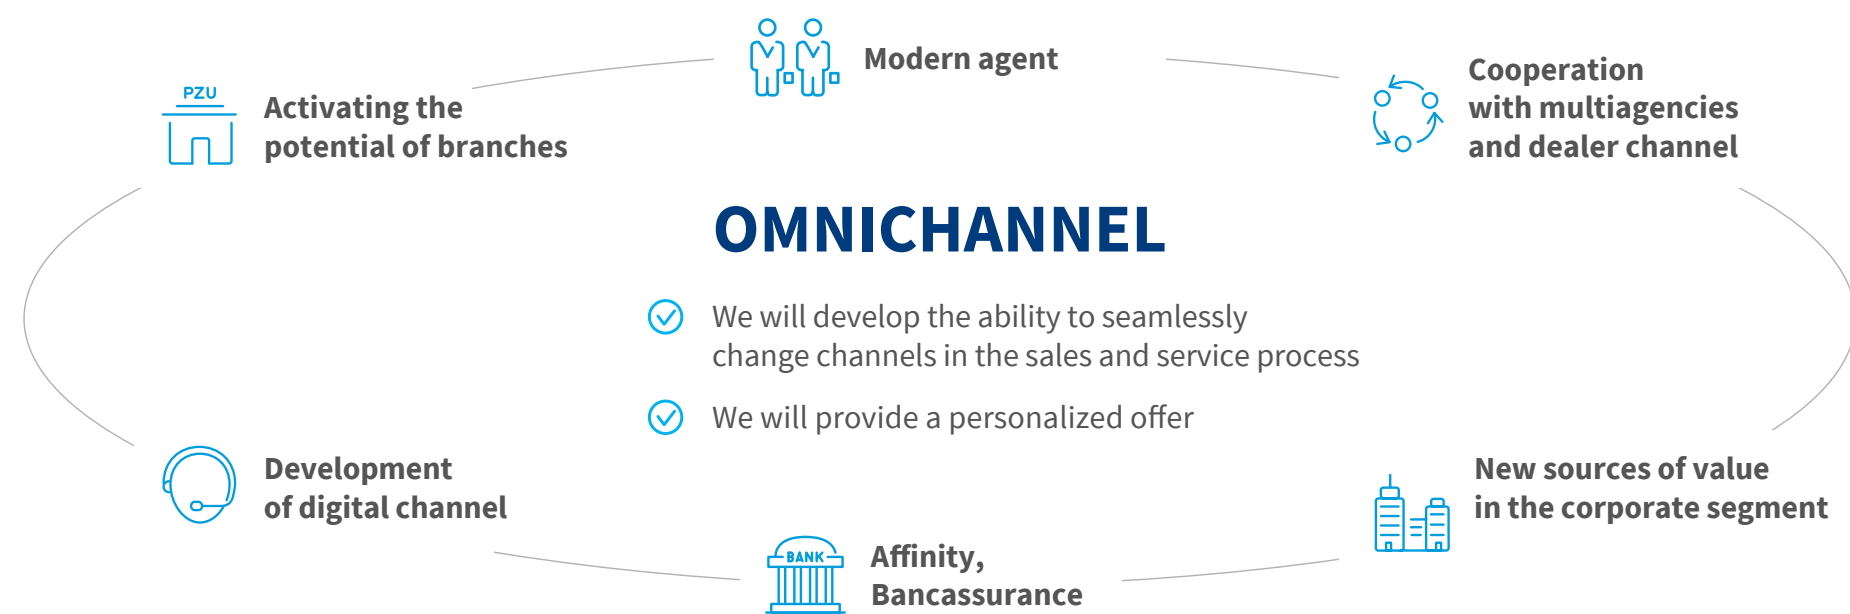 Modern agent
PZU
Activating the
potential of branches
Cooperation
with multiagencies
and dealer channel
OMNICHANNEL
We will develop the ability to seamlessly
change channels in the sales and service process
We will provide a personalized offer
Development
of digital channel
New sources of value
in the corporate segment
BANK
Affinity,
Bancassurance